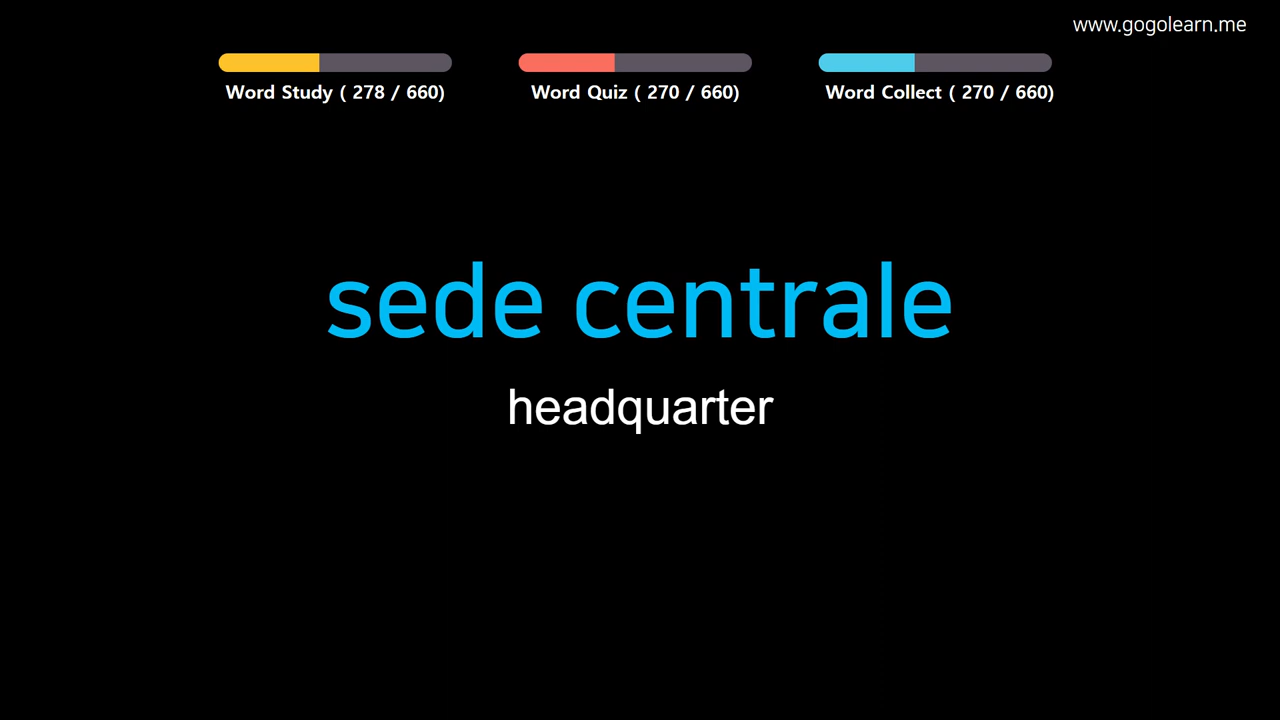 www.gogolearn.me
Word Study ( 278 / 660)
Word Quiz ( 270 / 660)
Word Collect ( 270 / 660)
sede centrale
headquarter